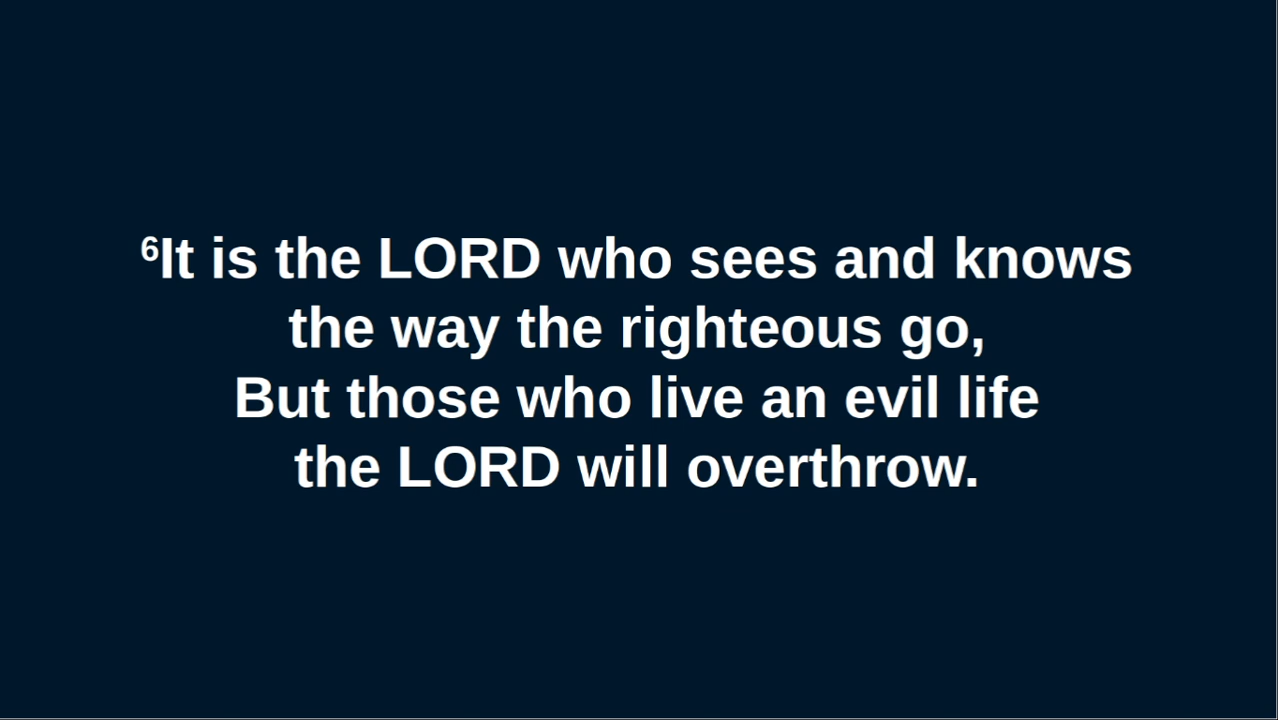 ⁶It is the LORD who sees and knows
the way the righteous go,
But those who live an evil life
the LORD will overthrow.